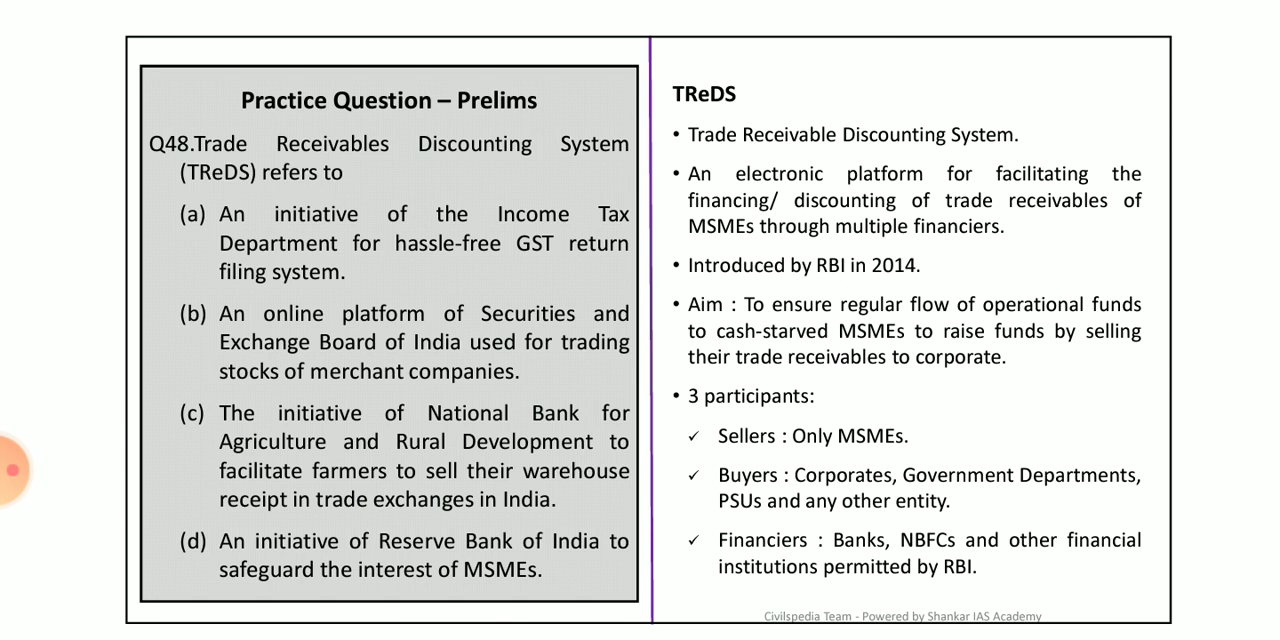 Practice Question – Prelims
Q48.Trade Receivables Discounting System
(TReDS) refers to
(a) An initiative of the Income Tax
Department for hassle-free GST return
filing system.
(b) An online platform of Securities and
Exchange Board of India used for trading
stocks of merchant companies.
(c) The initiative of National Bank for
Agriculture and Rural Development to
facilitate farmers to sell their warehouse
receipt in trade exchanges in India.
(d) An initiative of Reserve Bank of India to
safeguard the interest of MSMEs.
TReDS
• Trade Receivable Discounting System.
• An electronic platform for facilitating the
financing/ discounting of trade receivables of
MSMEs through multiple financiers.
• Introduced by RBI in 2014.
• Aim : To ensure regular flow of operational funds
to cash-starved MSMEs to raise funds by selling
their trade receivables to corporate.
• 3 participants:
✓ Sellers : Only MSMEs.
✓ Buyers : Corporates, Government Departments,
PSUs and any other entity.
✓ Financiers : Banks, NBFCs and other financial
institutions permitted by RBI.
Civilspedia Team - Powered by Shankar IAS Academy